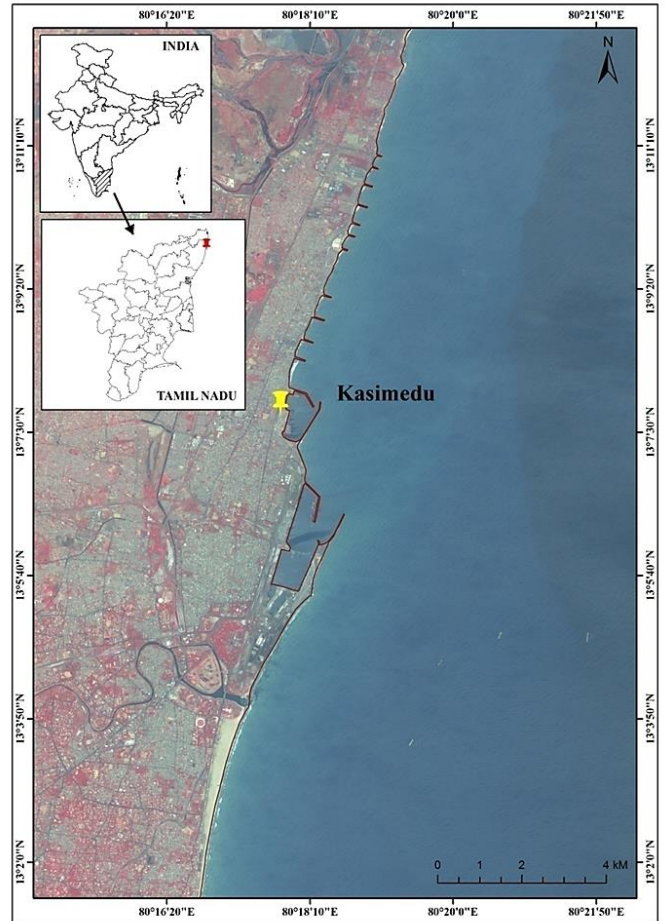 80°16'20"E 80°18'10"E 80°20'0"E 80°21'50"E
INDIA
N
TAMIL NADU
13°11'10"N 13°11'10"N
13°9'20"N 13°9'20"N
Kasimedu
13°7'30"N 13°7'30"N
13°5'40"N 13°5'40"N
13°3'50"N 13°3'50"N
13°2'0"N 13°2'0"N
0 1 2 4 kM
80°16'20"E 80°18'10"E 80°20'0"E 80°21'50"E